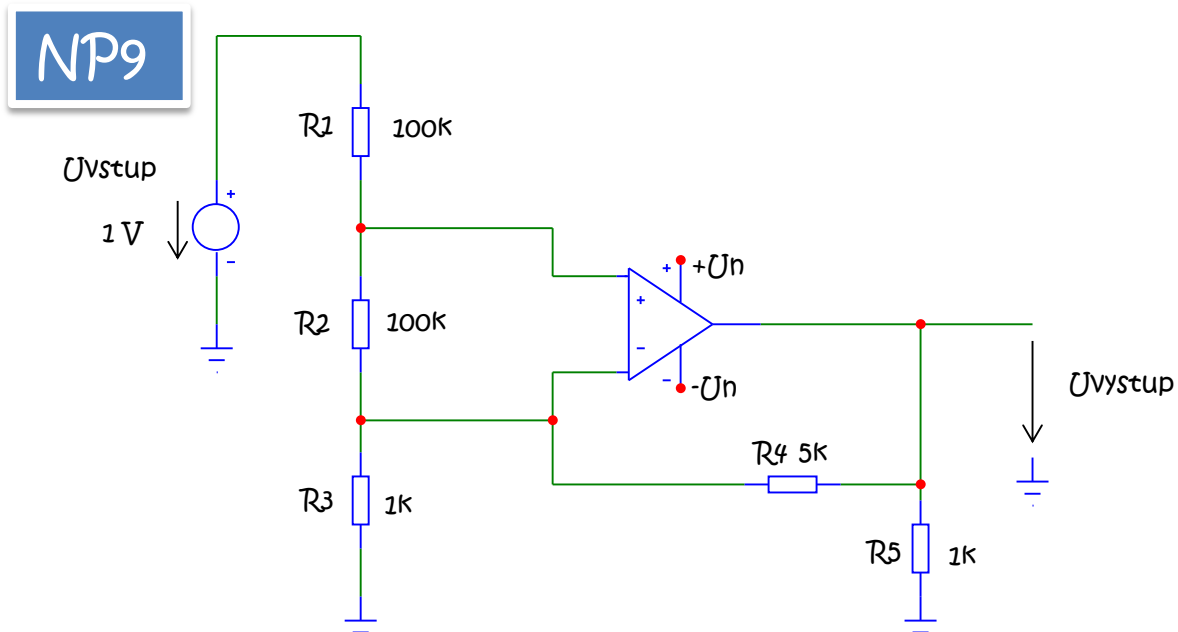 NP9
R1 100k
Uvstup
1 V
+
-
+
+Un
+
-
-
-Un
R2 100k
Uvystup
R4 5k
R3 1k
R5 1k